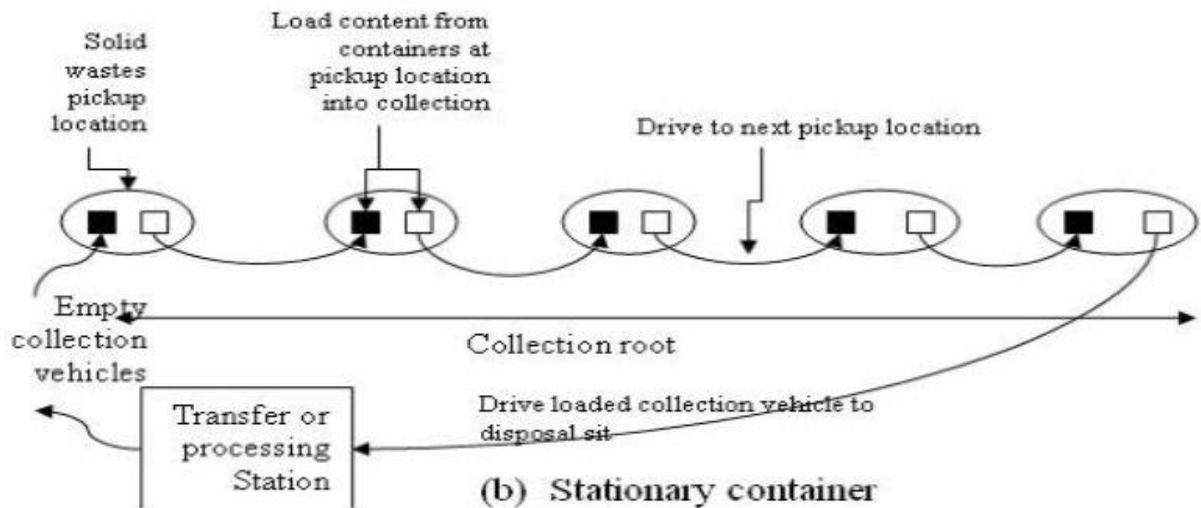 Solid
wastes
pickup
location
Load content from
containers at
pickup location
into collection
Drive to next pickup location
Empty
collection
vehicles
Collection root
Transfer or
processing
Station
Drive loaded collection vehicle to
disposal sit
(b) Stationary container